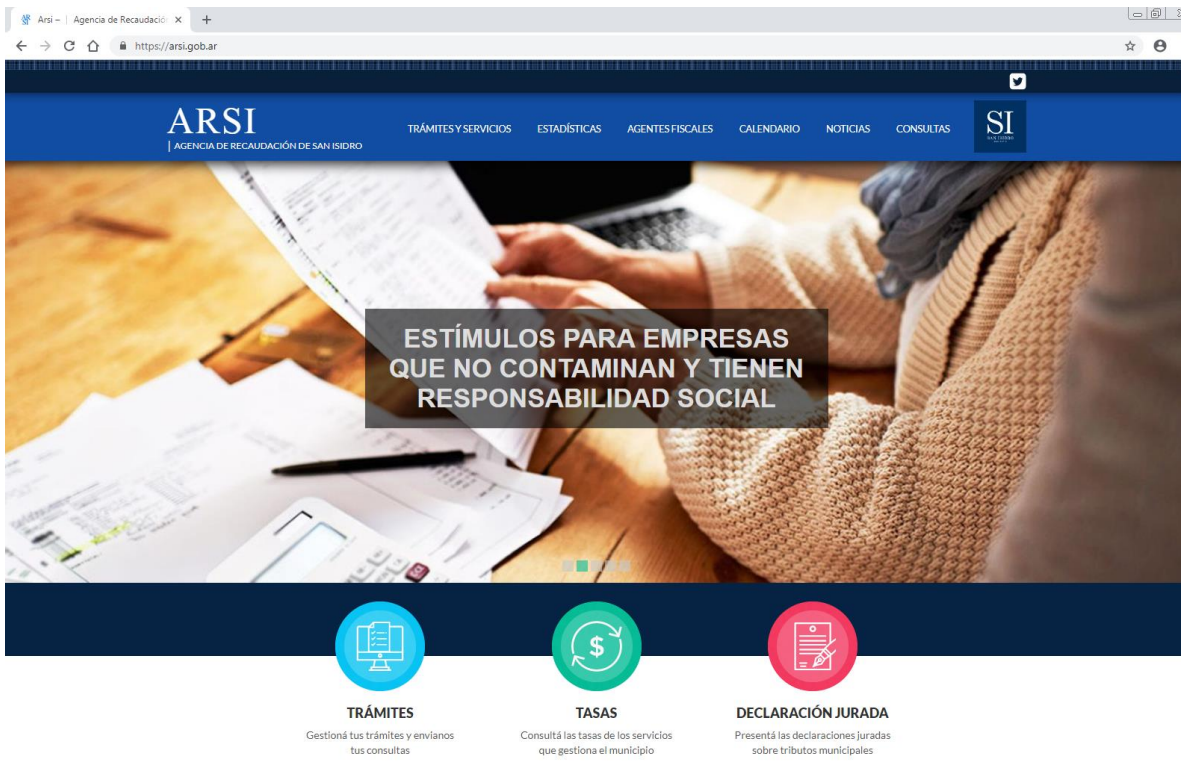 Arsi – | Agencia de Recaudació
https://arsi.gob.ar
ARSI
AGENCIA DE RECAUDACIÓN DE SAN ISIDRO
TRÁMITES Y SERVICIOS
ESTADÍSTICAS
AGENTES FISCALES
CALENDARIO
NOTICIAS
CONSULTAS
SI
SAN ISIDRO
ESTÍMULOS PARA EMPRESAS
QUE NO CONTAMINAN Y TIENEN
RESPONSABILIDAD SOCIAL
$
TRÁMITES
Gestioná tus trámites y envianos
tus consultas
TASAS
Consultá las tasas de los servicios
que gestiona el municipio
DECLARACIÓN JURADA
Presentá las declaraciones juradas
sobre tributos municipales